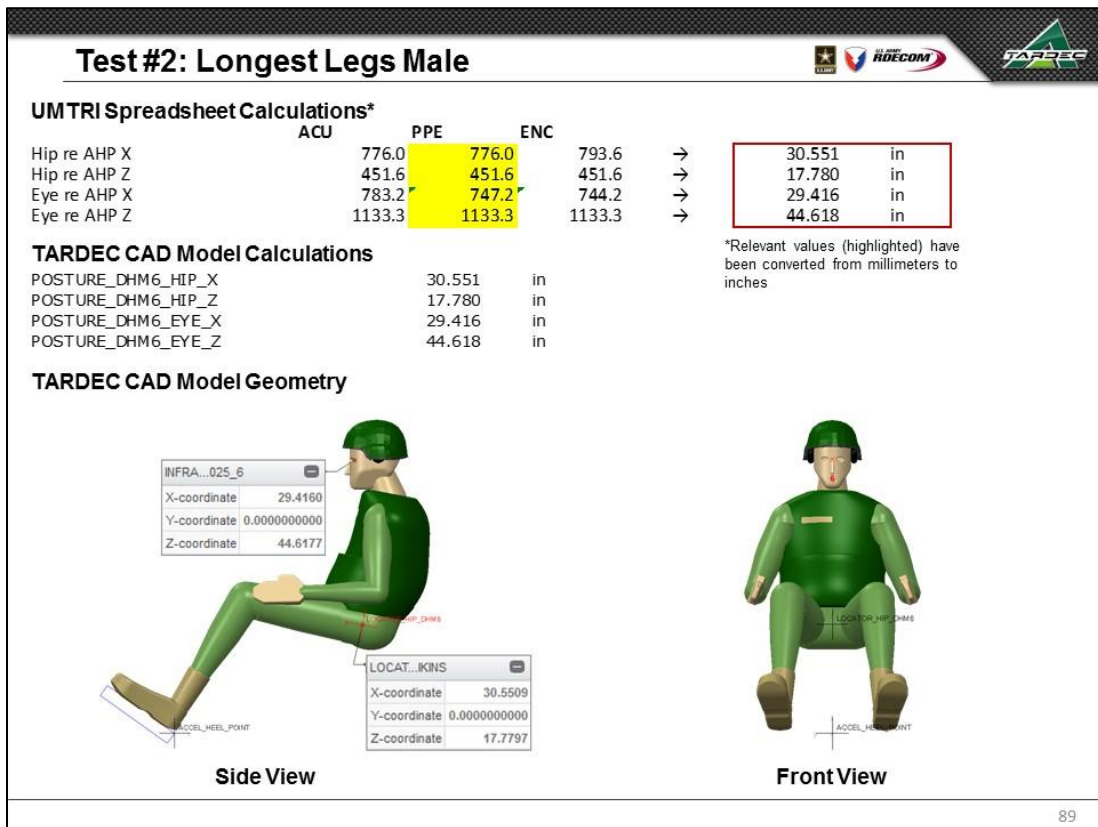 Test #2: Longest Legs Male
U.S. ARMY
U.S. ARMY
RDECOM
TARDEC
UMTRI Spreadsheet Calculations*
ACU PPE ENC
Hip re AHP X 776.0 776.0 793.6 → 30.551 in
Hip re AHP Z 451.6 451.6 451.6 → 17.780 in
Eye re AHP X 783.2 747.2 744.2 → 29.416 in
Eye re AHP Z 1133.3 1133.3 1133.3 → 44.618 in
*Relevant values (highlighted) have
been converted from millimeters to
inches
TARDEC CAD Model Calculations
POSTURE_DHM6_HIP_X 30.551 in
POSTURE_DHM6_HIP_Z 17.780 in
POSTURE_DHM6_EYE_X 29.416 in
POSTURE_DHM6_EYE_Z 44.618 in
TARDEC CAD Model Geometry
INFRA...025_6
X-coordinate 29.4160
Y-coordinate 0.0000000000
Z-coordinate 44.6177
LOCATOR_HIP_DHM6
LOCAT...IKINS
X-coordinate 30.5509
Y-coordinate 0.0000000000
Z-coordinate 17.7797
ACCEL_HEEL_POINT
LOCATOR_HIP_DHM6
ACCEL_HEEL_POINT
Side View
Front View
89